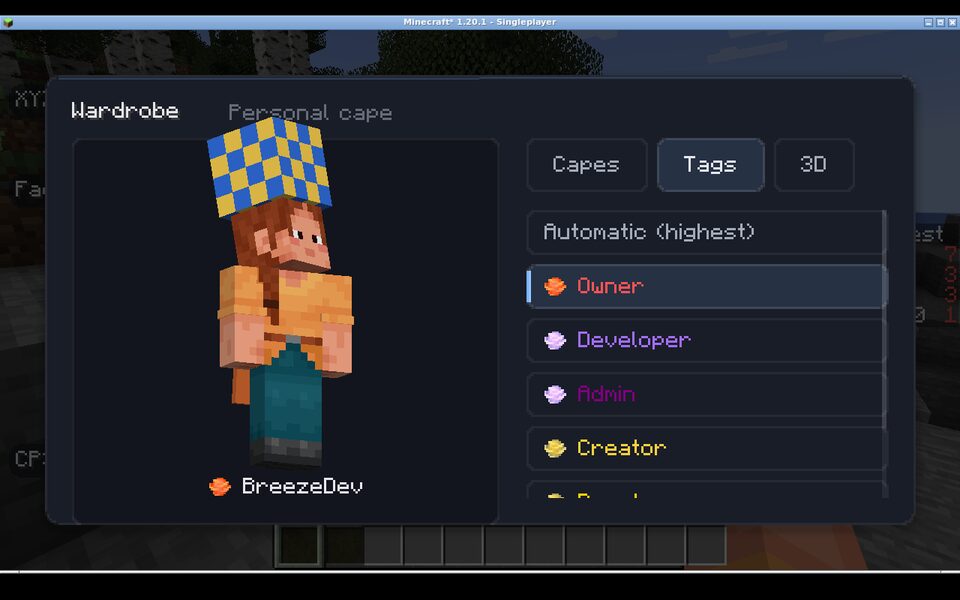 Minecraft* 1.20.1 - Singleplayer
Wardrobe
Personal cape
Capes
Tags
3D
Automatic (highest)
Owner
Developer
Admin
Creator
BreezeDev